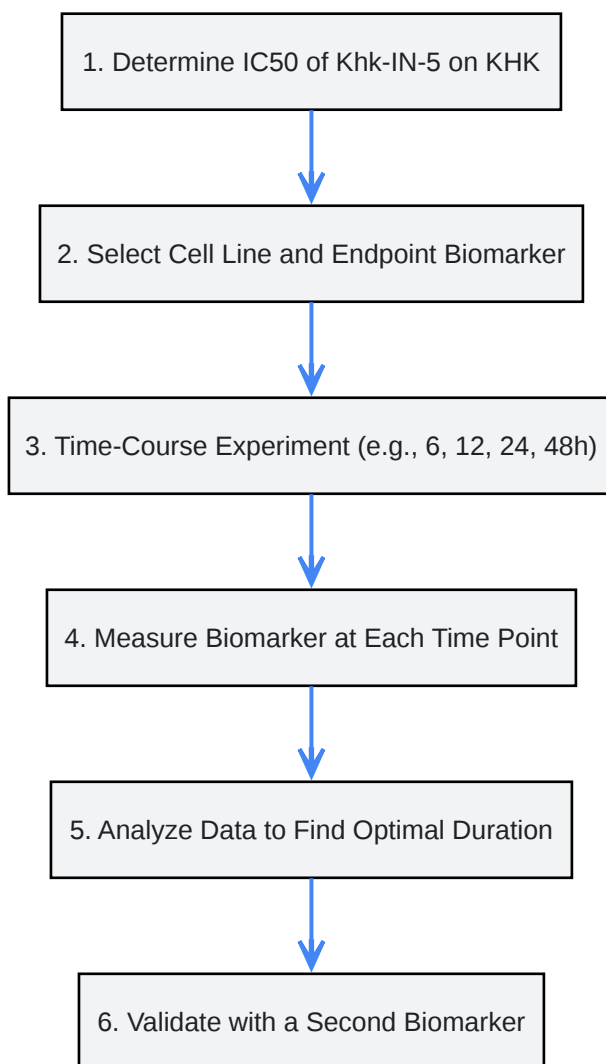 1. Determine IC50 of Khk-IN-5 on KHK
2. Select Cell Line and Endpoint Biomarker
3. Time-Course Experiment (e.g., 6, 12, 24, 48h)
4. Measure Biomarker at Each Time Point
5. Analyze Data to Find Optimal Duration
6. Validate with a Second Biomarker